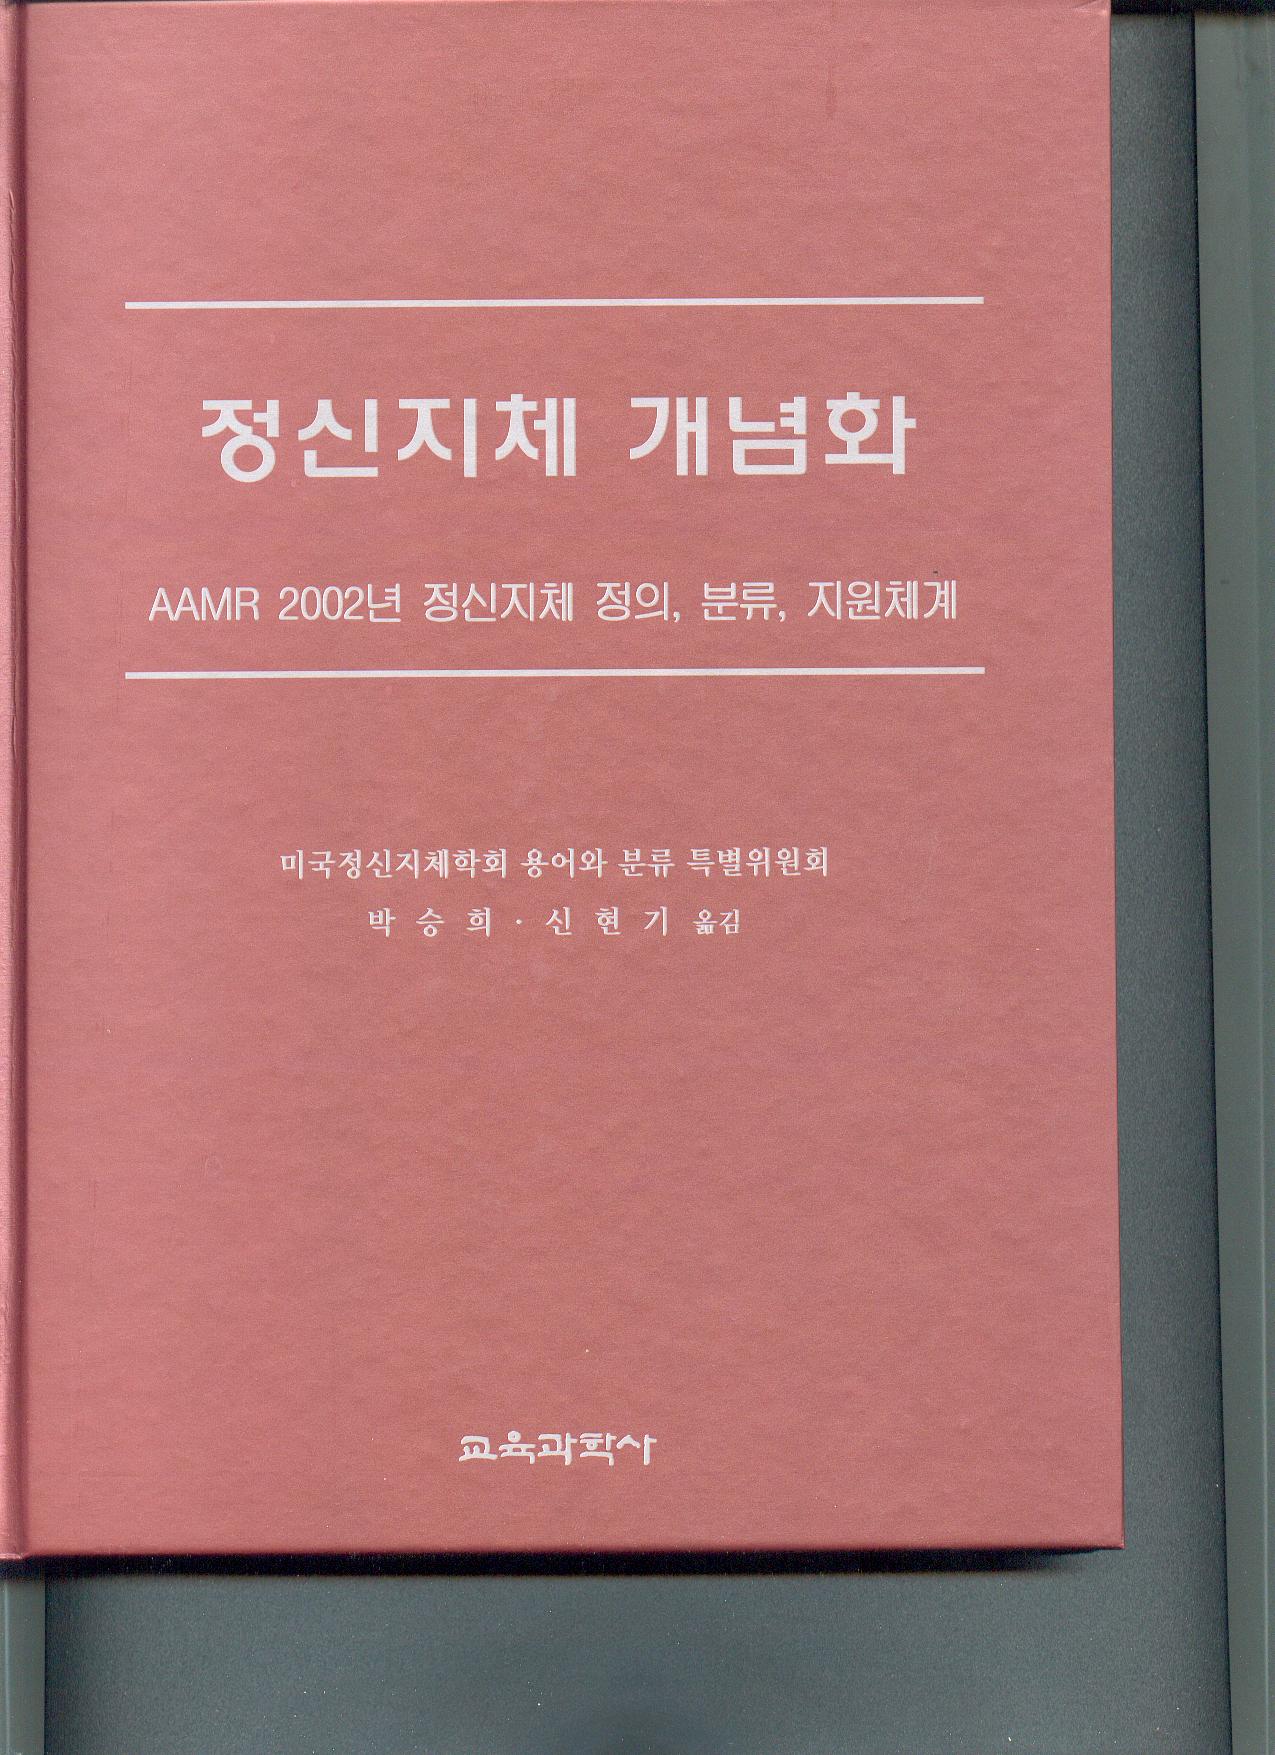 정신지체 개념화
AAMR 2002년 정신지체 정의, 분류, 지원체계
미국정신지체학회 용어와 분류 특별위원회
박 승 희 · 신 현 기 옮김
교육과학사